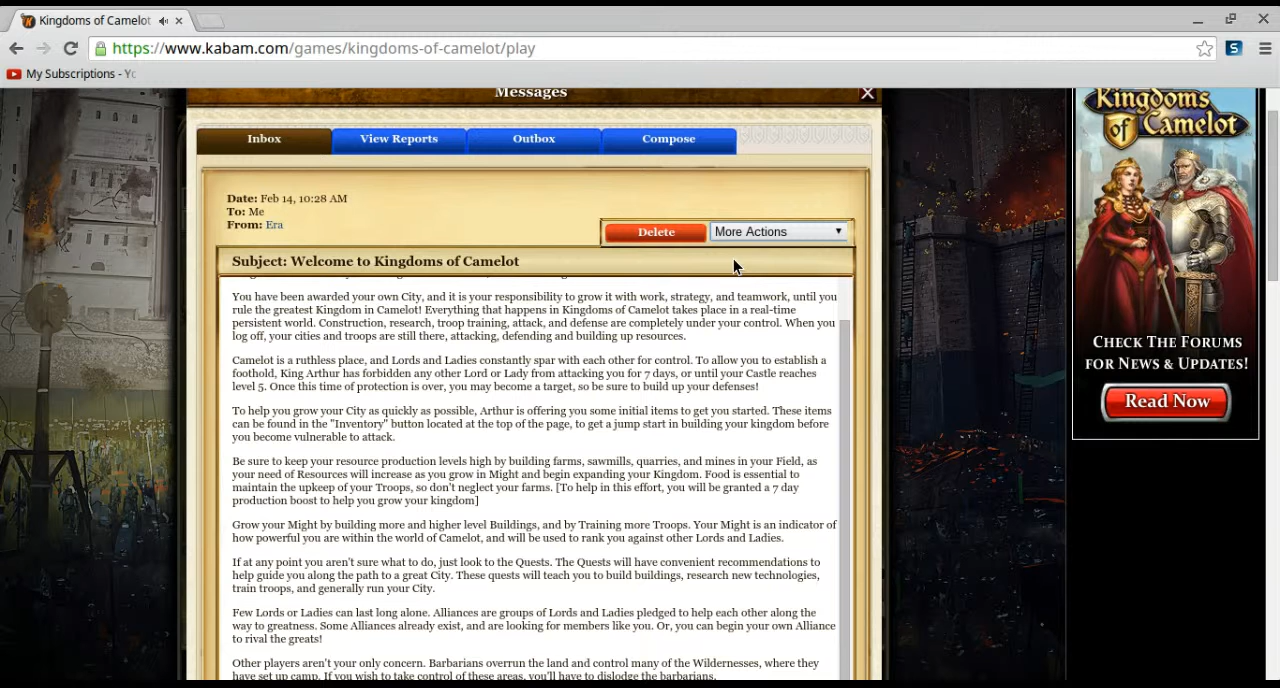 Kingdoms of Camelot
https://www.kabam.com/games/kingdoms-of-camelot/play
My Subscriptions - Yo
Messages
Inbox View Reports Outbox Compose
Date: Feb 14, 10:28 AM
To: Me
From: Era
Delete More Actions
Subject: Welcome to Kingdoms of Camelot
You have been awarded your own City, and it is your responsibility to grow it with work, strategy, and teamwork, until you
rule the greatest Kingdom in Camelot! Everything that happens in Kingdoms of Camelot takes place in a real-time
persistent world. Construction, research, troop training, attack, and defense are completely under your control. When you
log off, your cities and troops are still there, attacking, defending and building up resources.
Camelot is a ruthless place, and Lords and Ladies constantly spar with each other for control. To allow you to establish a
foothold, King Arthur has forbidden any other Lord or Lady from attacking you for 7 days, or until your Castle reaches
level 5. Once this time of protection is over, you may become a target, so be sure to build up your defenses!
To help you grow your City as quickly as possible, Arthur is offering you some initial items to get you started. These items
can be found in the "Inventory" button located at the top of the page, to get a jump start in building your kingdom before
you become vulnerable to attack.
Be sure to keep your resource production levels high by building farms, sawmills, quarries, and mines in your Field, as
your need of Resources will increase as you grow in Might and begin expanding your Kingdom. Food is essential to
maintain the upkeep of your Troops, so don't neglect your farms. [To help in this effort, you will be granted a 7 day
production boost to help you grow your kingdom]
Grow your Might by building more and higher level Buildings, and by Training more Troops. Your Might is an indicator of
how powerful you are within the world of Camelot, and will be used to rank you against other Lords and Ladies.
If at any point you aren't sure what to do, just look to the Quests. The Quests will have convenient recommendations to
help guide you along the path to a great City. These quests will teach you to build buildings, research new technologies,
train troops, and generally run your City.
Few Lords or Ladies can last long alone. Alliances are groups of Lords and Ladies pledged to help each other along the
way to greatness. Some Alliances already exist, and are looking for members like you. Or, you can begin your own Alliance
to rival the greats!
Other players aren't your only concern. Barbarians overrun the land and control many of the Wildernesses, where they
have set up camp. If you wish to take control of these areas, you'll have to dislodge the barbarians.
Kingdoms
of Camelot
CHECK THE FORUMS
FOR NEWS & UPDATES!
Read Now